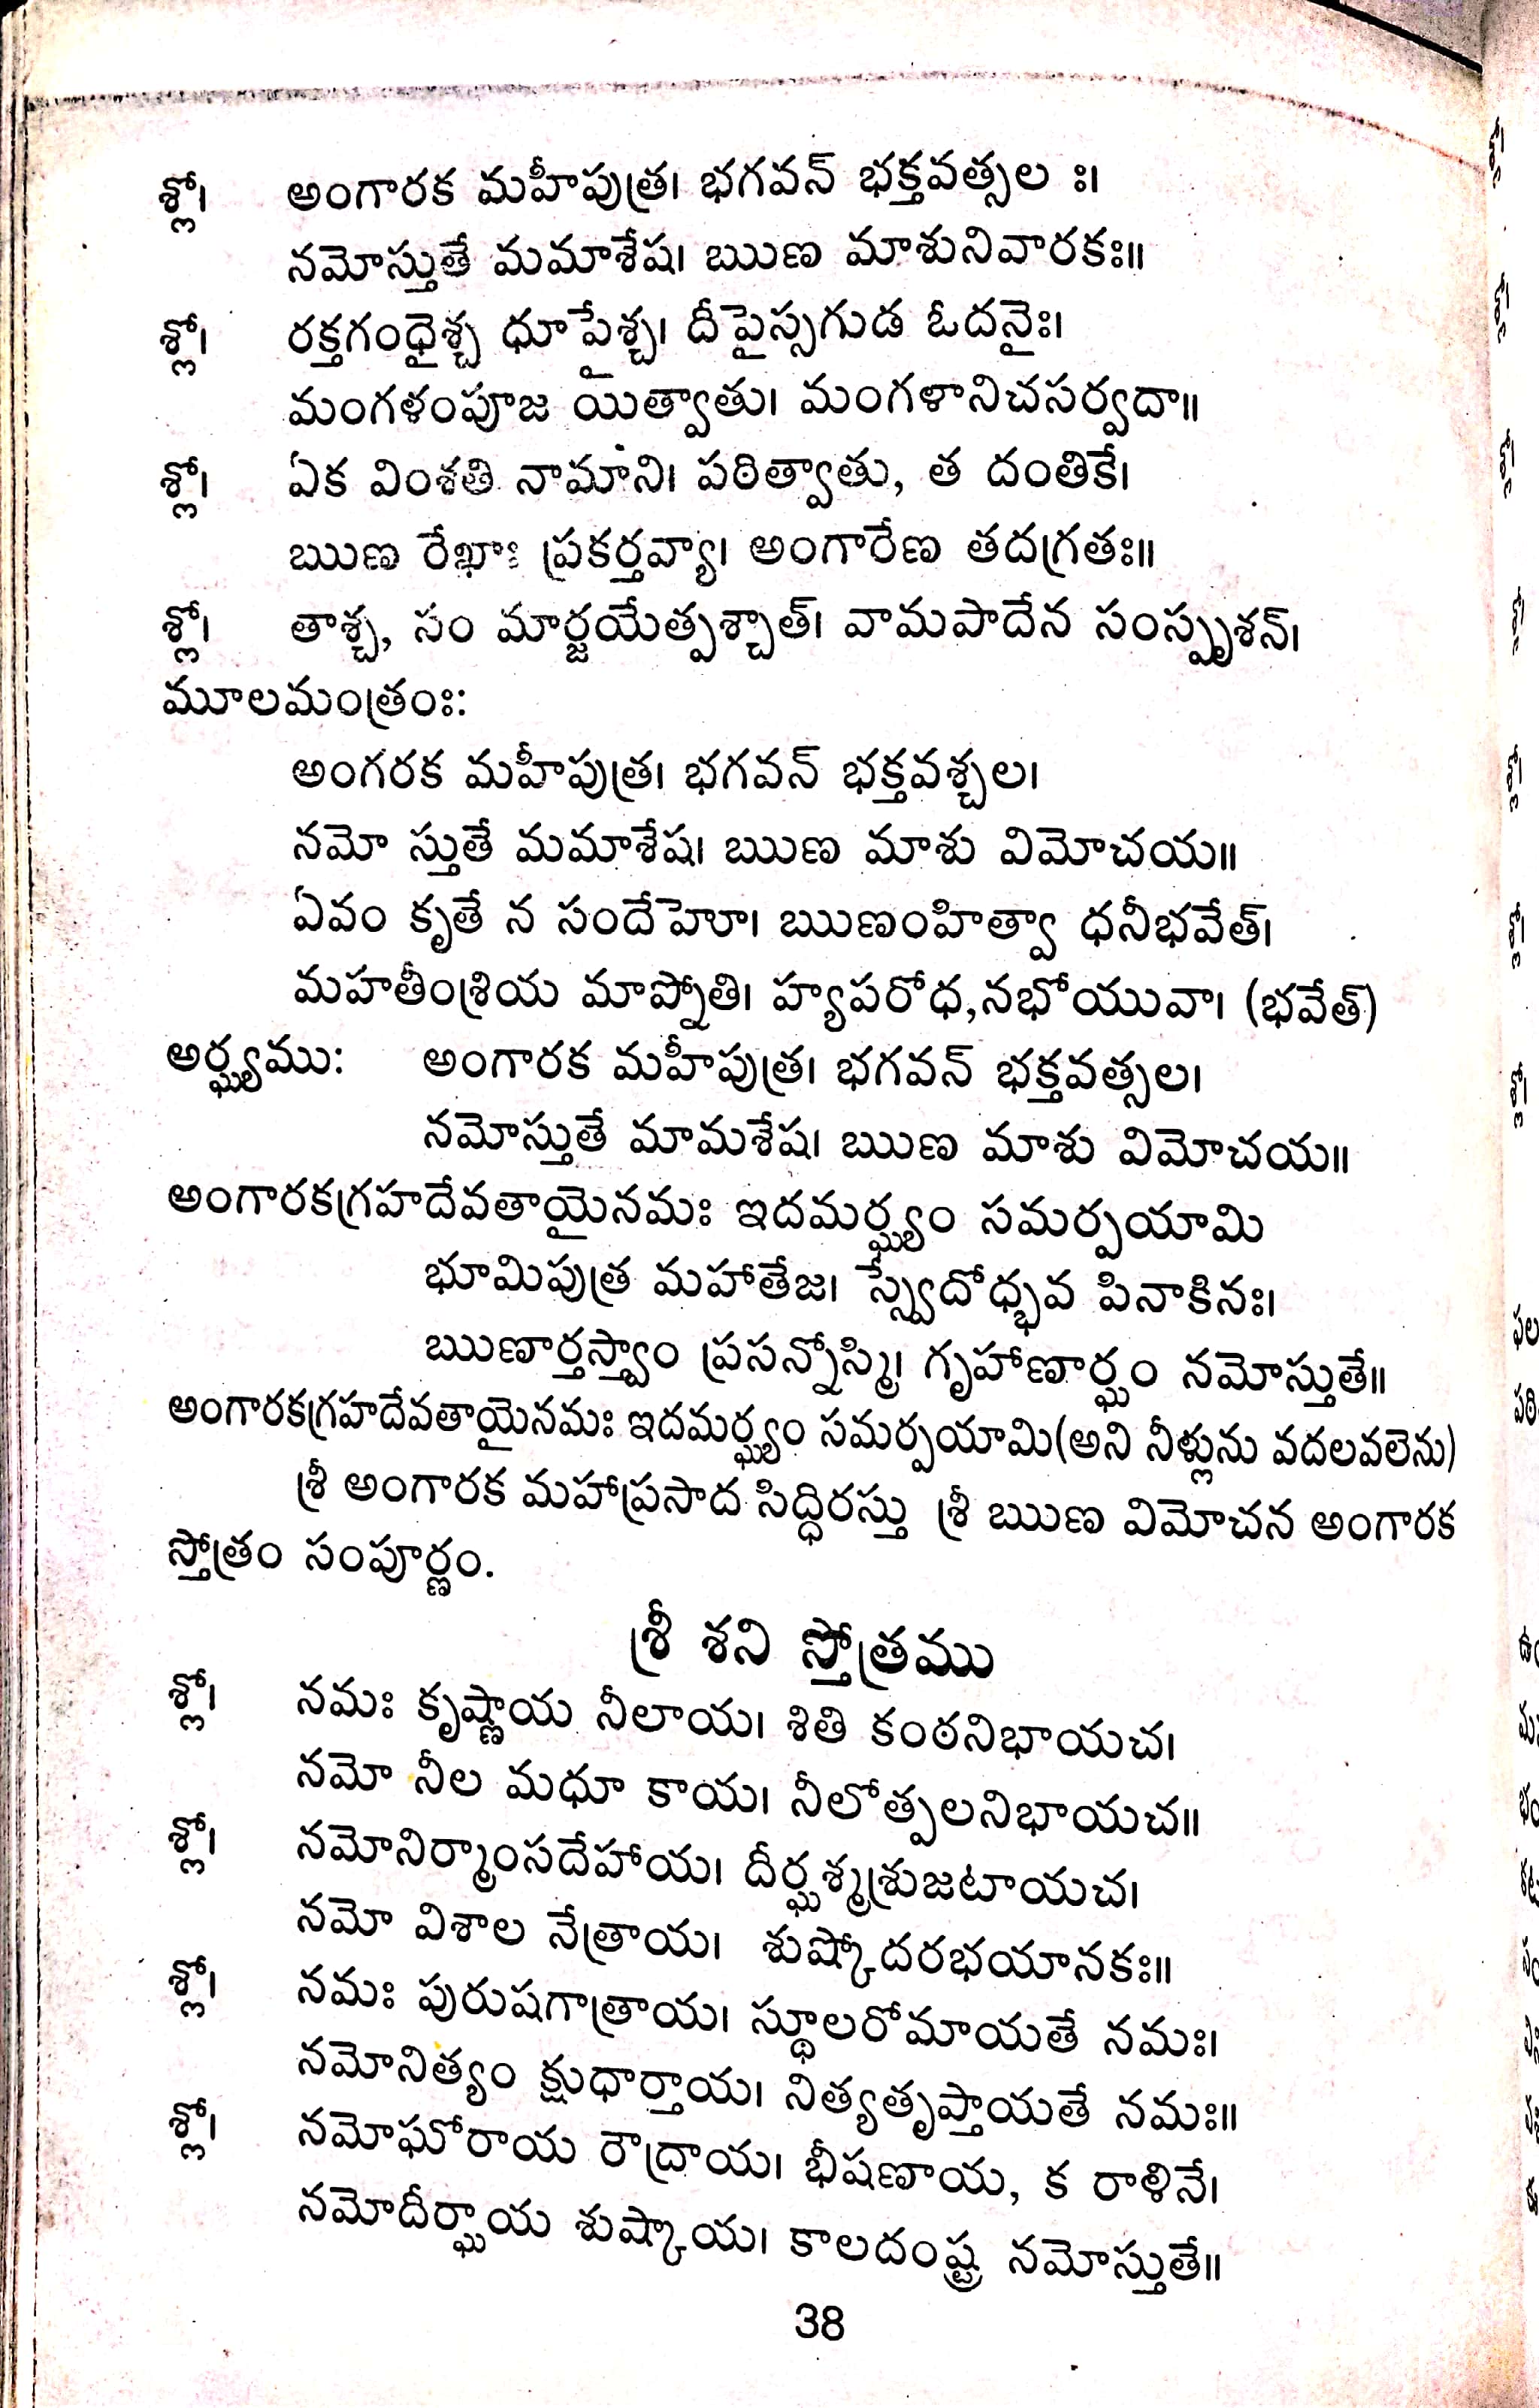 శ్లో। అంగారక మహీపుత్ర। భగవన్ భక్తవత్సల ః।
నమోస్తుతే మమాశేష। ఋణ మాశునివారకః॥
శ్లో। రక్తగంధైశ్చ ధూపైశ్చ। దీపైస్సగుడ ఓదనైః।
మంగళంపూజ యిత్వాతు। మంగళానిచసర్వదా॥
శ్లో। ఏక వింశతి నామాని। పఠిత్వాతు, త దంతికే।
ఋణ రేఖాః ప్రకర్తవ్యా। అంగారేణ తదగ్రతః॥
శ్లో। తాశ్చ, సం మార్జయేత్పశ్చాత్। వామపాదేన సంస్పృశన్।
మూలమంత్రంః:
అంగరక మహీపుత్ర। భగవన్ భక్తవశ్చల।
నమో స్తుతే మమాశేష। ఋణ మాశు విమోచయ॥
ఏవం కృతే న సందేహో। ఋణంహిత్వా ధనీభవేత్।
మహతీంశ్రియ మాప్నోతి। హ్యపరోధ,నభోయువా। (భవేత్)
అర్ఘ్యము: అంగారక మహీపుత్ర। భగవన్ భక్తవత్సల।
నమోస్తుతే మామశేష। ఋణ మాశు విమోచయ॥
అంగారకగ్రహదేవతాయైనమః ఇదమర్ఘ్యం సమర్పయామి
భూమిపుత్ర మహాతేజ। స్స్వేదోధ్భవ పినాకినః।
ఋణార్తస్త్వాం ప్రసన్నోస్మి। గృహాణార్ఘం నమోస్తుతే॥
అంగారకగ్రహదేవతాయైనమః ఇదమర్ఘ్యం సమర్పయామి(అని నీళ్లును వదలవలెను)
శ్రీ అంగారక మహాప్రసాద సిద్ధిరస్తు శ్రీ ఋణ విమోచన అంగారక
స్తోత్రం సంపూర్ణం.
శ్రీ శని స్తోత్రము
శ్లో। నమః కృష్ణాయ నీలాయ। శితి కంఠనిభాయచ।
నమో నీల మధూ కాయ। నీలోత్పలనిభాయచ॥
శ్లో। నమోనిర్మాంసదేహాయ। దీర్ఘశ్మశ్రుజటాయచ।
నమో విశాల నేత్రాయ। శుష్కోదరభయానకః॥
శ్లో। నమః పురుషగాత్రాయ। స్థూలరోమాయతే నమః।
నమోనిత్యం క్షుధార్తాయ। నిత్యతృప్తాయతే నమః॥
శ్లో। నమోఘోరాయ రౌద్రాయ। భీషణాయ, క రాళినే।
నమోదీర్ఘాయ శుష్కాయ। కాలదంష్ట్ర నమోస్తుతే॥
38